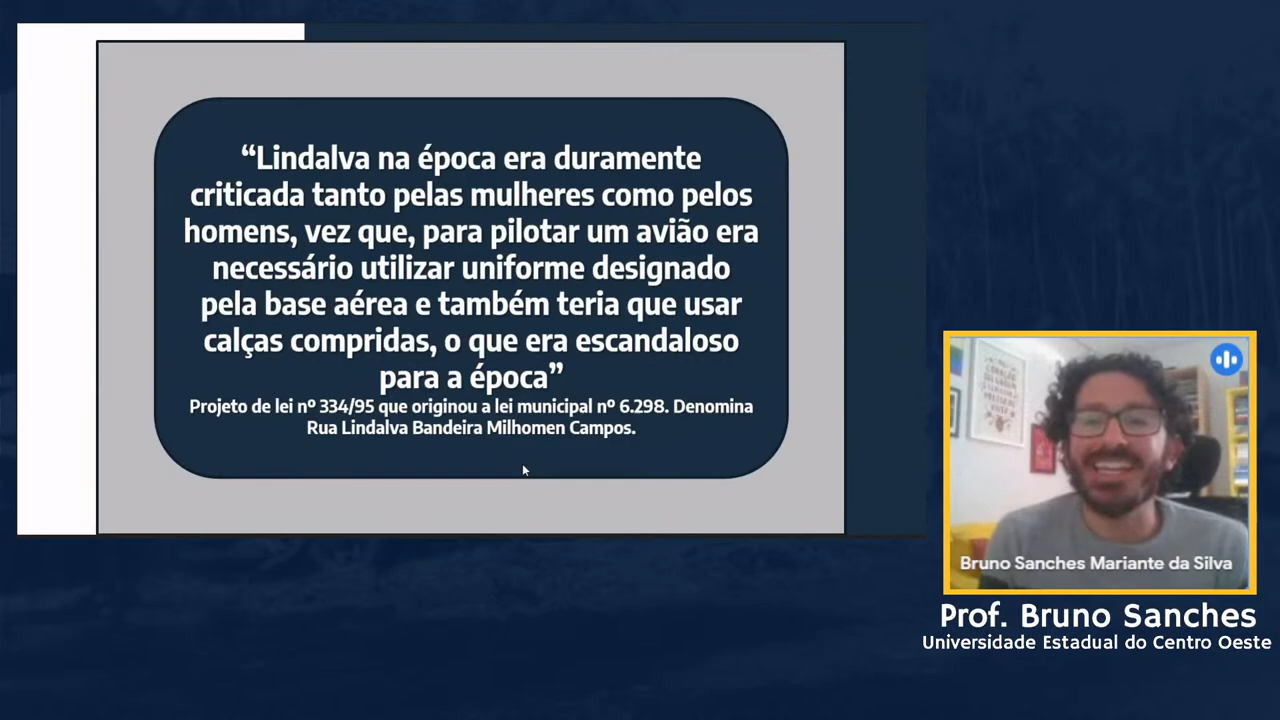 “Lindalva na época era duramente
criticada tanto pelas mulheres como pelos
homens, vez que, para pilotar um avião era
necessário utilizar uniforme designado
pela base aérea e também teria que usar
calças compridas, o que era escandaloso
para a época”
Projeto de lei nº 334/95 que originou a lei municipal nº 6.298. Denomina
Rua Lindalva Bandeira Milhomen Campos.
Bruno Sanches Mariante da Silva
Prof. Bruno Sanches
Universidade Estadual do Centro Oeste